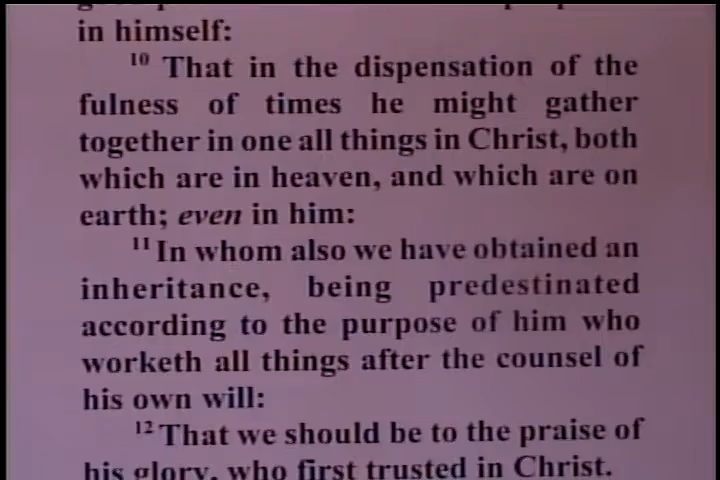 in himself:
10 That in the dispensation of the
fulness of times he might gather
together in one all things in Christ, both
which are in heaven, and which are on
earth; even in him:
11 In whom also we have obtained an
inheritance, being predestinated
according to the purpose of him who
worketh all things after the counsel of
his own will:
12 That we should be to the praise of
his glory, who first trusted in Christ.